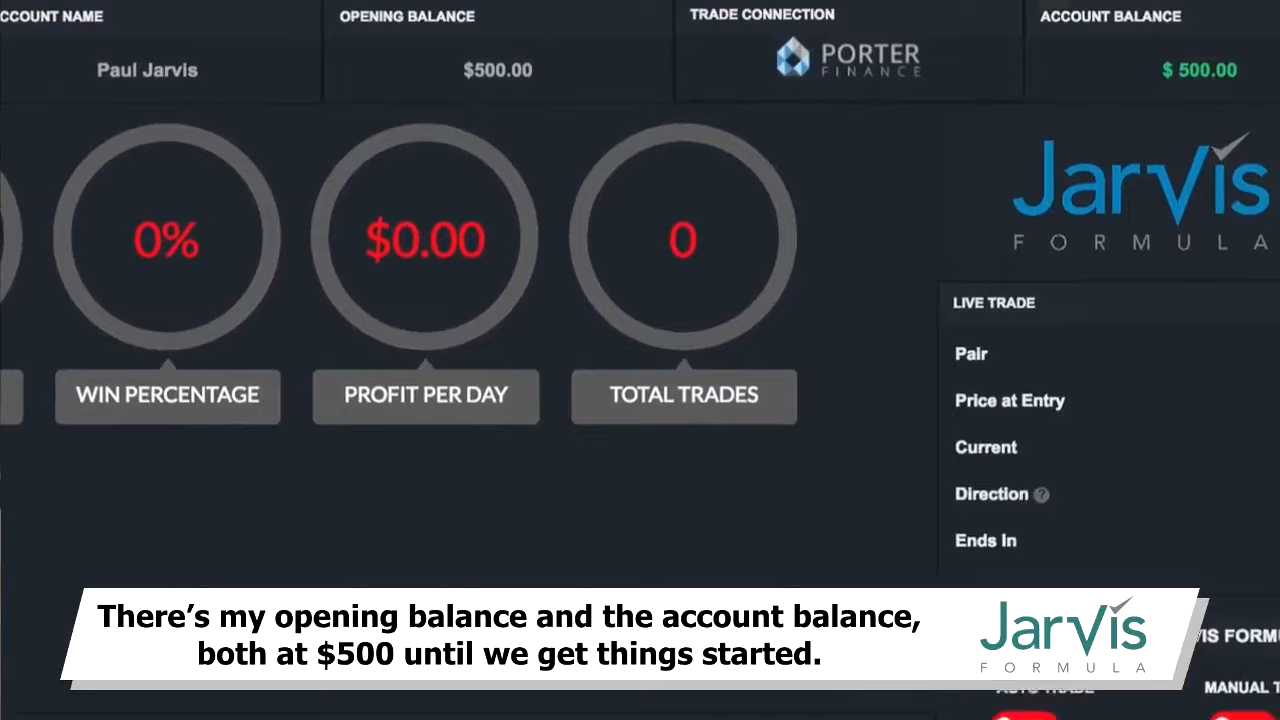 CCOUNT NAME
OPENING BALANCE
TRADE CONNECTION
ACCOUNT BALANCE
Paul Jarvis
$500.00
PORTER
FINANCE
$ 500.00
Jarvis
FORMULA
0%
$0.00
0
WIN PERCENTAGE
PROFIT PER DAY
TOTAL TRADES
LIVE TRADE
Pair
Price at Entry
Current
Direction ?
Ends In
There's my opening balance and the account balance,
both at $500 until we get things started.
Jarvis
FORMULA
VIS FORMU
AUTO TRADE
MANUAL T